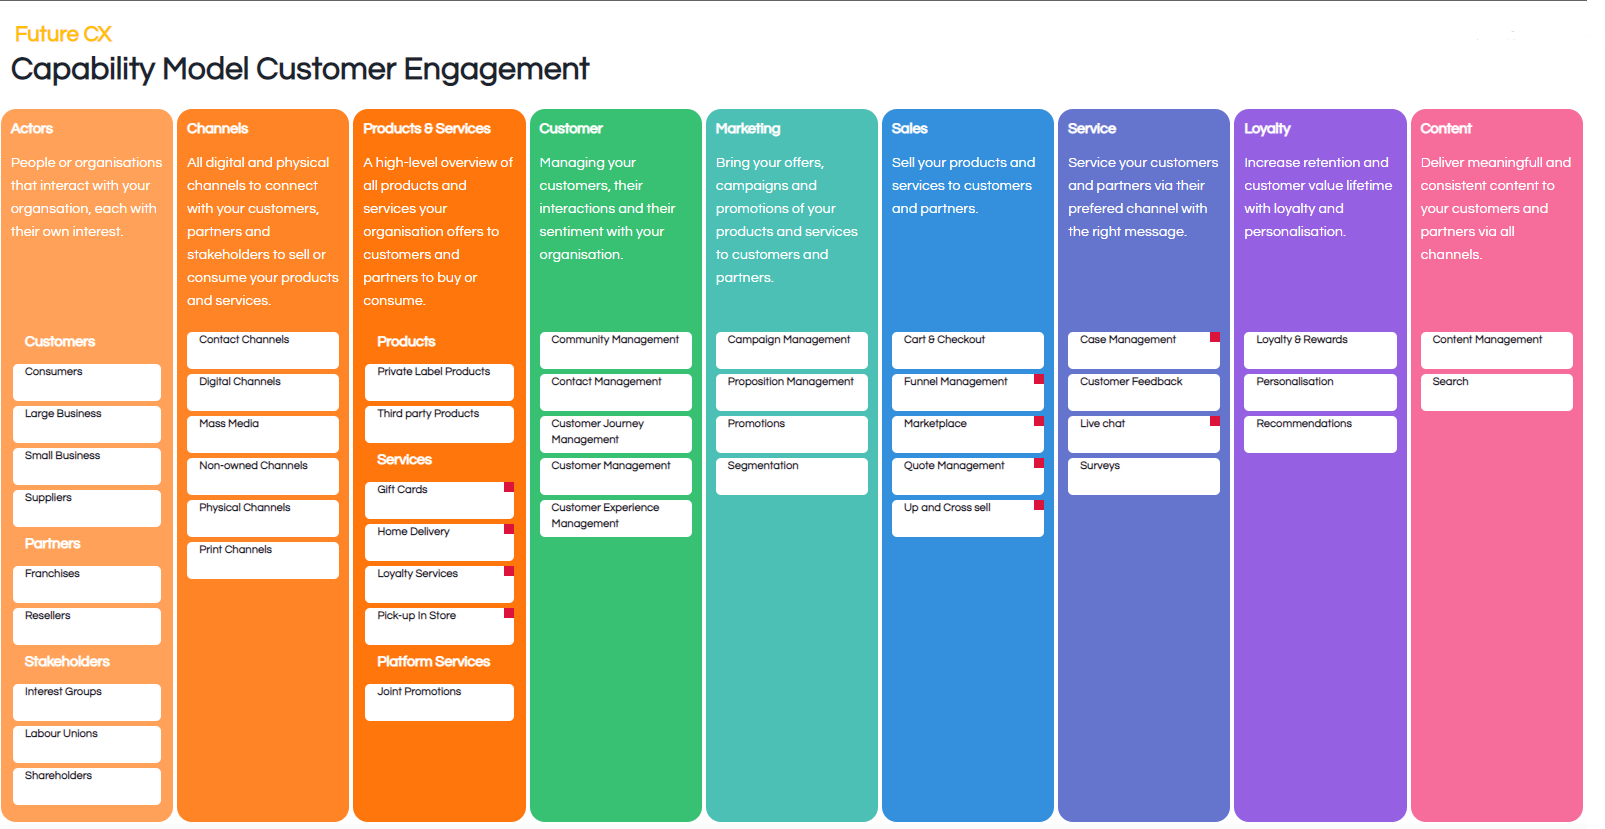 Future CX
Capability Model Customer Engagement
Actors
People or organisations
that interact with your
organsation, each with
their own interest.
Customers
Consumers
Large Business
Small Business
Suppliers
Partners
Franchises
Resellers
Stakeholders
Interest Groups
Labour Unions
Shareholders
Channels
All digital and physical
channels to connect
with your customers,
partners and
stakeholders to sell or
consume your products
and services.
Contact Channels
Digital Channels
Mass Media
Non-owned Channels
Physical Channels
Print Channels
Products & Services
A high-level overview of
all products and
services your
organisation offers to
customers and
partners to buy or
consume.
Products
Private Label Products
Third party Products
Services
Gift Cards
Home Delivery
Loyalty Services
Pick-up In Store
Platform Services
Joint Promotions
Customer
Managing your
customers, their
interactions and their
sentiment with your
organisation.
Community Management
Contact Management
Customer Journey
Management
Customer Management
Customer Experience
Management
Marketing
Bring your offers,
campaigns and
promotions of your
products and services
to customers and
partners.
Campaign Management
Proposition Management
Promotions
Segmentation
Sales
Sell your products and
services to customers
and partners.
Cart & Checkout
Funnel Management
Marketplace
Quote Management
Up and Cross sell
Service
Service your customers
and partners via their
prefered channel with
the right message.
Case Management
Customer Feedback
Live chat
Surveys
Loyalty
Increase retention and
customer value lifetime
with loyalty and
personalisation.
Loyalty & Rewards
Personalisation
Recommendations
Content
Deliver meaningfull and
consistent content to
your customers and
partners via all
channels.
Content Management
Search